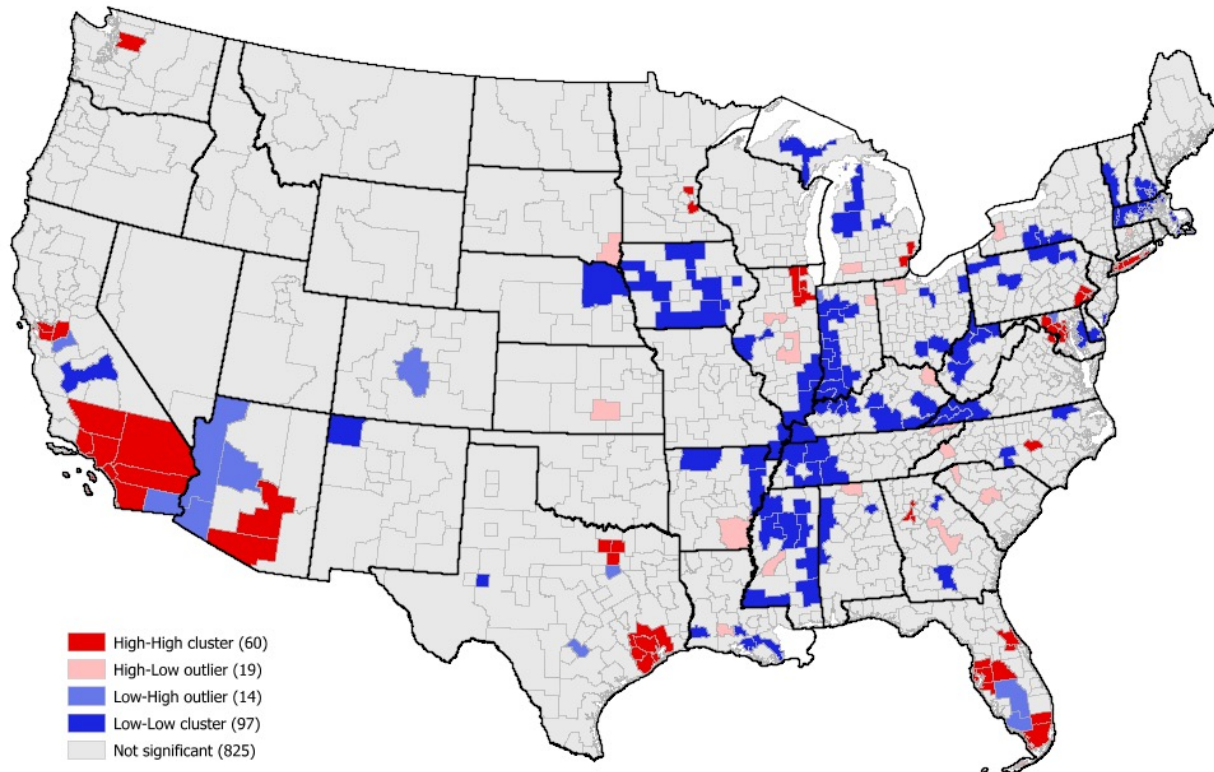 High-High cluster (60)
High-Low outlier (19)
Low-High outlier (14)
Low-Low cluster (97)
Not significant (825)